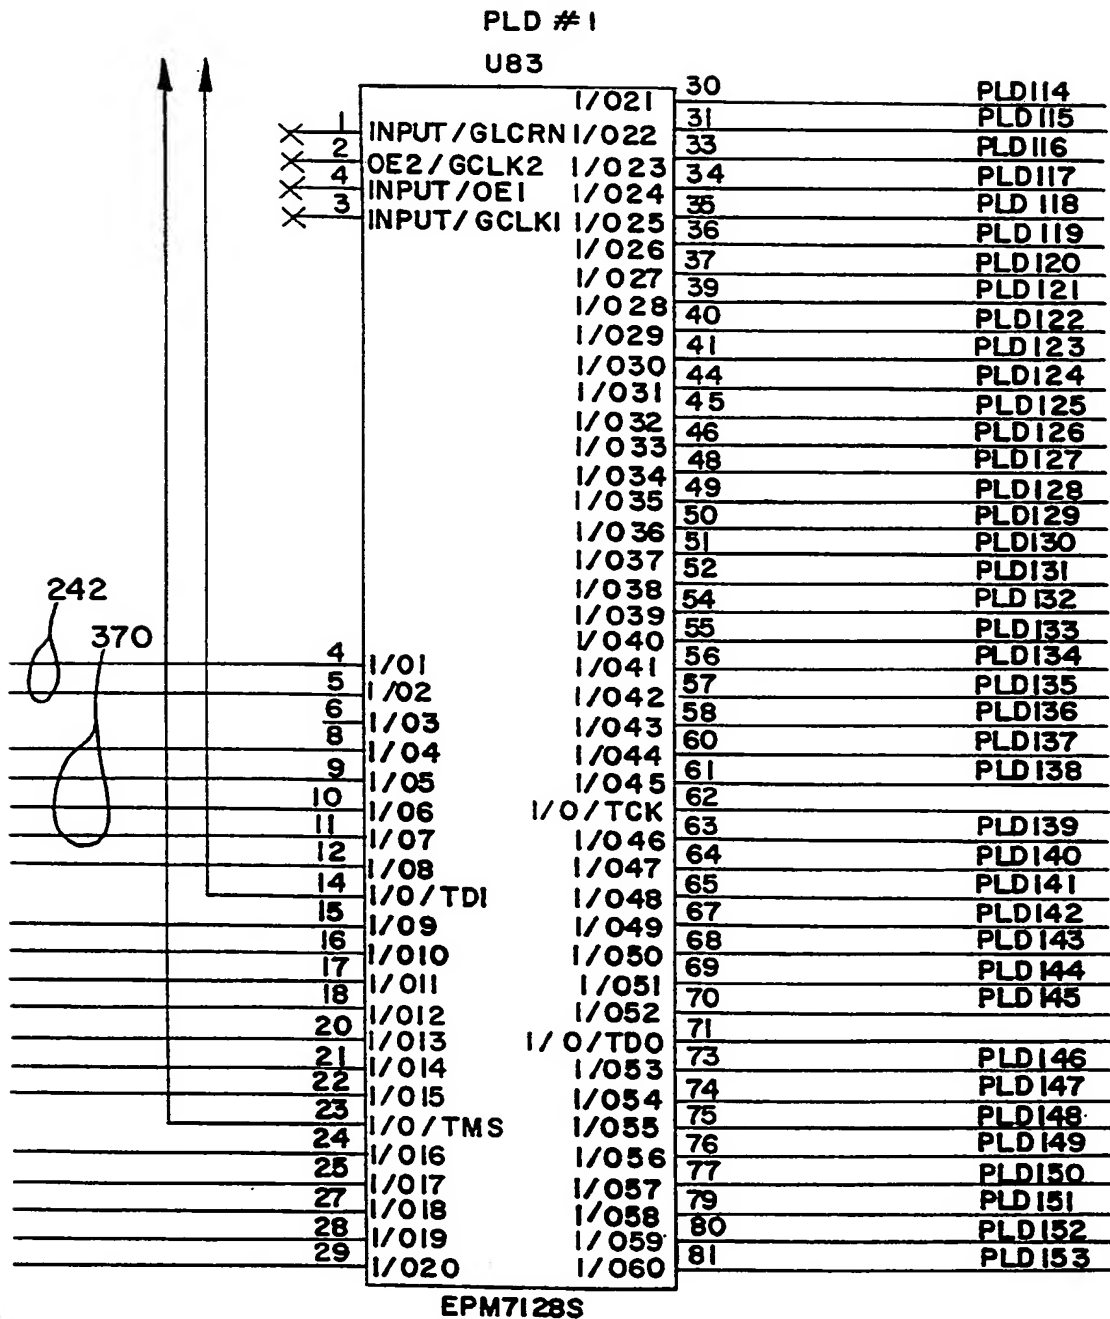 PLD #1
U83
I/O21 30 PLD114
1 INPUT/GLCRN I/O22 31 PLD115
2 OE2/GCLK2 I/O23 33 PLD116
4 INPUT/OE1 I/O24 34 PLD117
3 INPUT/GCLK1 I/O25 35 PLD118
I/O26 36 PLD119
I/O27 37 PLD120
I/O28 39 PLD121
I/O29 40 PLD122
I/O30 41 PLD123
I/O31 44 PLD124
I/O32 45 PLD125
I/O33 46 PLD126
I/O34 48 PLD127
I/O35 49 PLD128
I/O36 50 PLD129
I/O37 51 PLD130
I/O38 52 PLD131
242
I/O39 54 PLD132
370
I/O40 55 PLD133
4 I/O1 I/O41 56 PLD134
5 I/O2 I/O42 57 PLD135
6 I/O3 I/O43 58 PLD136
8 I/O4 I/O44 60 PLD137
9 I/O5 I/O45 61 PLD138
10 I/O6 I/O/TCK 62
11 I/O7 I/O46 63 PLD139
12 I/O8 I/O47 64 PLD140
14 I/O/TDI I/O48 65 PLD141
15 I/O9 I/O49 67 PLD142
16 I/O10 I/O50 68 PLD143
17 I/O11 I/O51 69 PLD144
18 I/O12 I/O52 70 PLD145
20 I/O13 I/O/TDO 71
21 I/O14 I/O53 73 PLD146
22 I/O15 I/O54 74 PLD147
23 I/O/TMS I/O55 75 PLD148
24 I/O16 I/O56 76 PLD149
25 I/O17 I/O57 77 PLD150
27 I/O18 I/O58 79 PLD151
28 I/O19 I/O59 80 PLD152
29 I/O20 I/O60 81 PLD153
EPM7128S